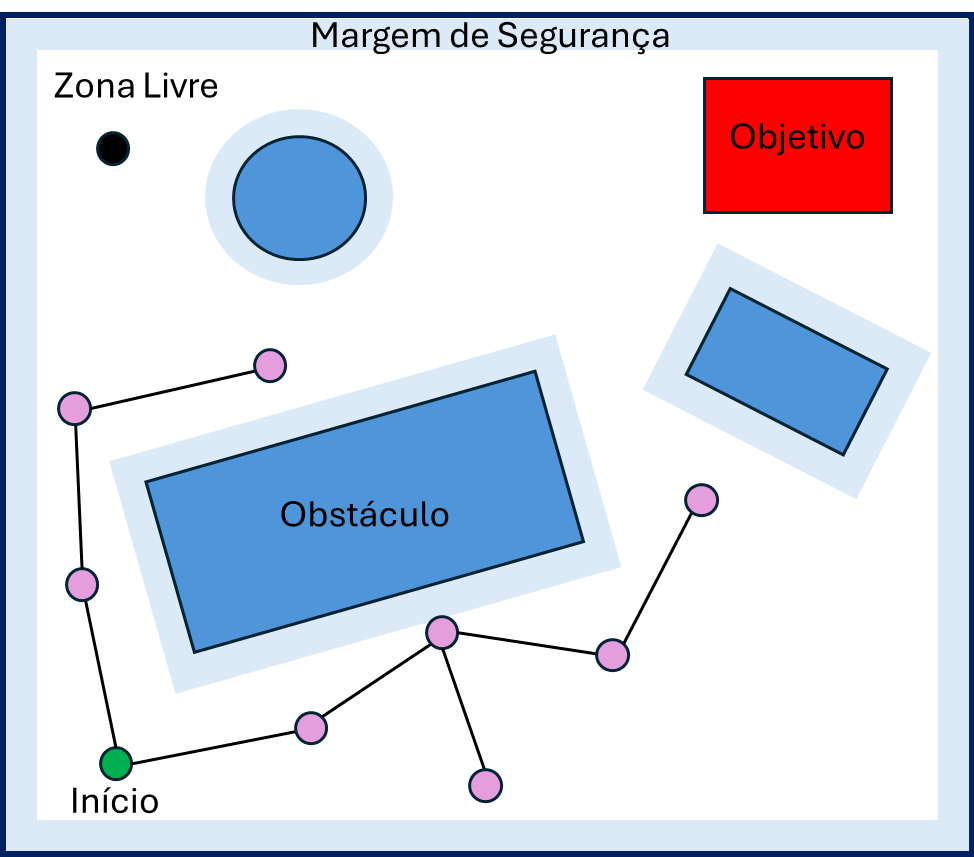 Margem de Segurança
Zona Livre
Objetivo
Obstáculo
Início